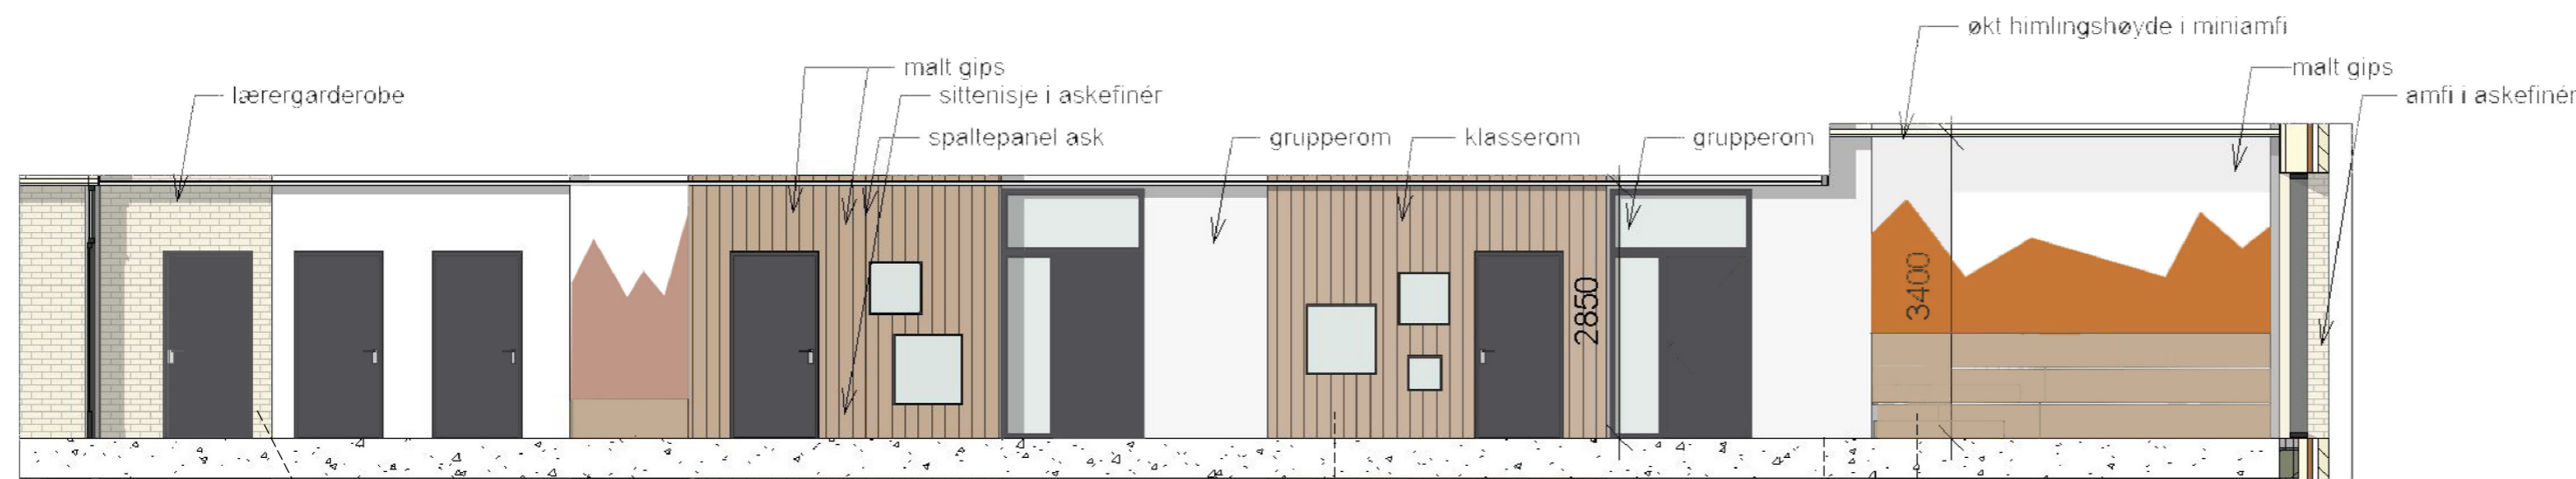 økt himlingshøyde i miniamfi
malt gips
malt gips
lærergarderobe
sittenisje i askefinér
amfi i askefinér
spaltepanel ask
grupperom
klasserom
grupperom
2850
3400